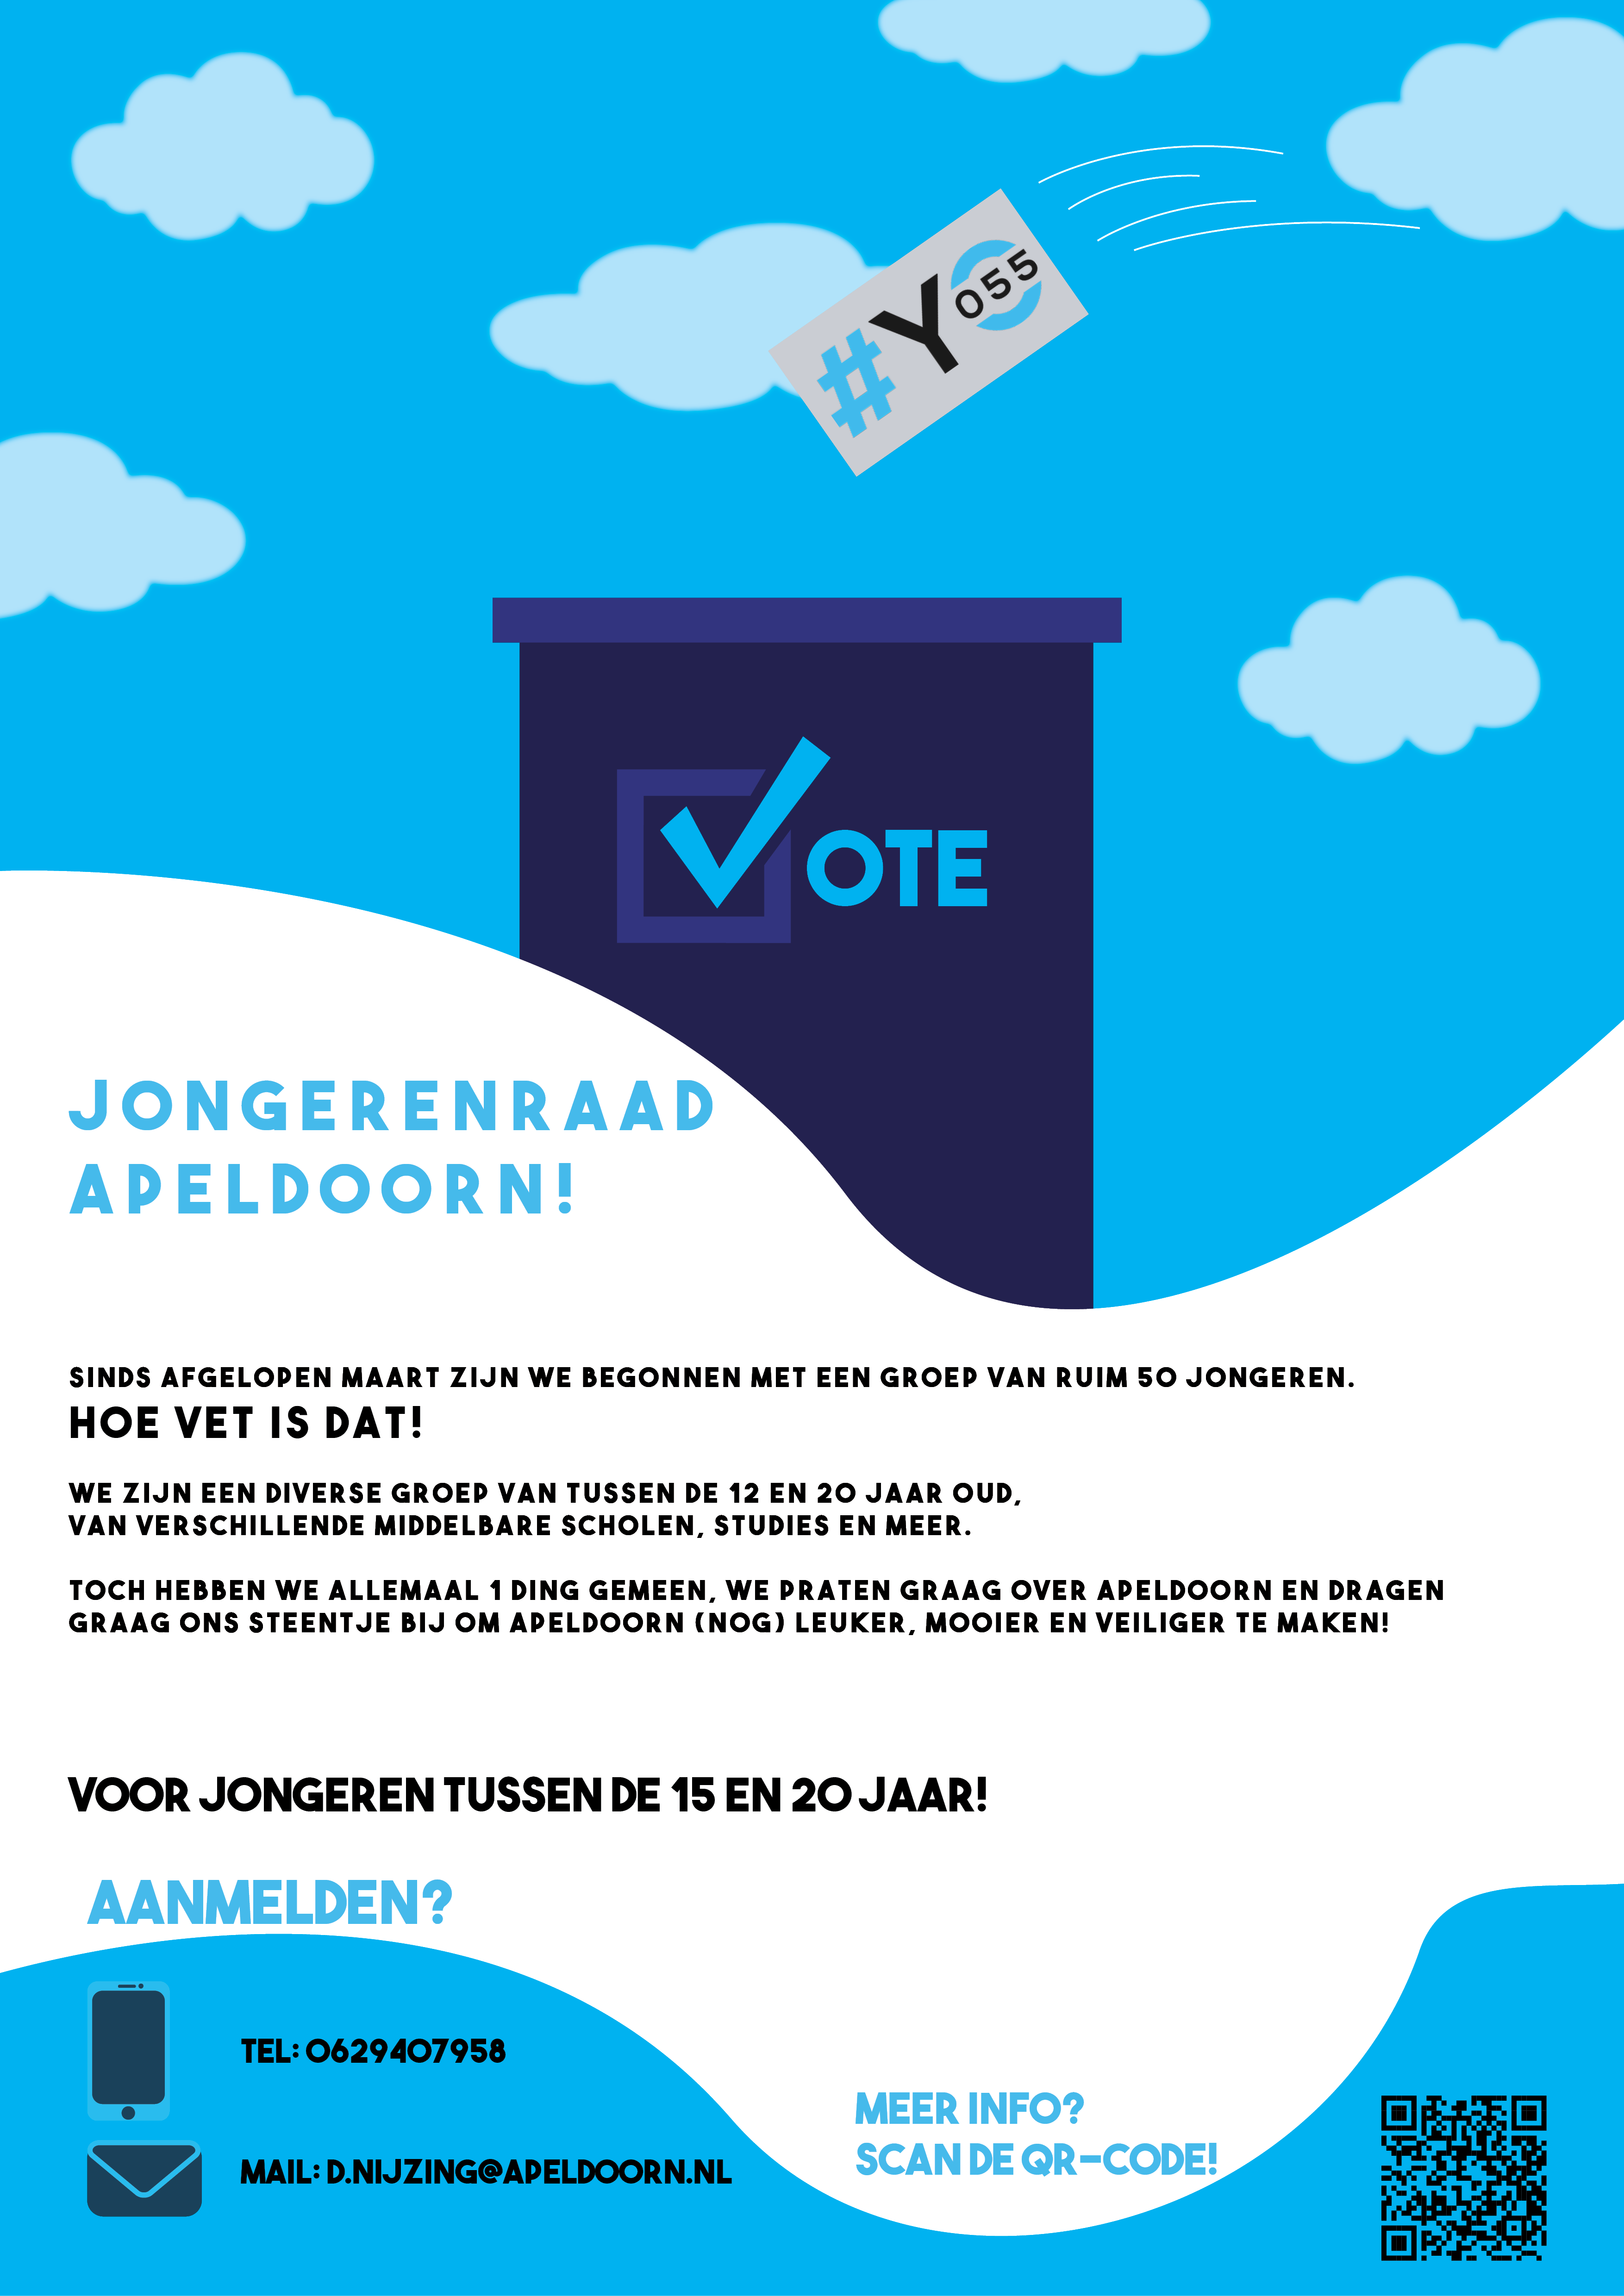 #YO55
VOTE
JONGERENRAAD
APELDOORN!
SINDS AFGELOPEN MAART ZIJN WE BEGONNEN MET EEN GROEP VAN RUIM 50 JONGEREN.
HOE VET IS DAT!
WE ZIJN EEN DIVERSE GROEP VAN TUSSEN DE 12 EN 20 JAAR OUD,
VAN VERSCHILLENDE MIDDELBARE SCHOLEN, STUDIES EN MEER.
TOCH HEBBEN WE ALLEMAAL 1 DING GEMEEN, WE PRATEN GRAAG OVER APELDOORN EN DRAGEN
GRAAG ONS STEENTJE BIJ OM APELDOORN (NOG) LEUKER, MOOIER EN VEILIGER TE MAKEN!
VOOR JONGEREN TUSSEN DE 15 EN 20 JAAR!
AANMELDEN?
TEL: 0629407958
MAIL: D.NIJZING@APELDOORN.NL
MEER INFO?
SCAN DE QR-CODE!